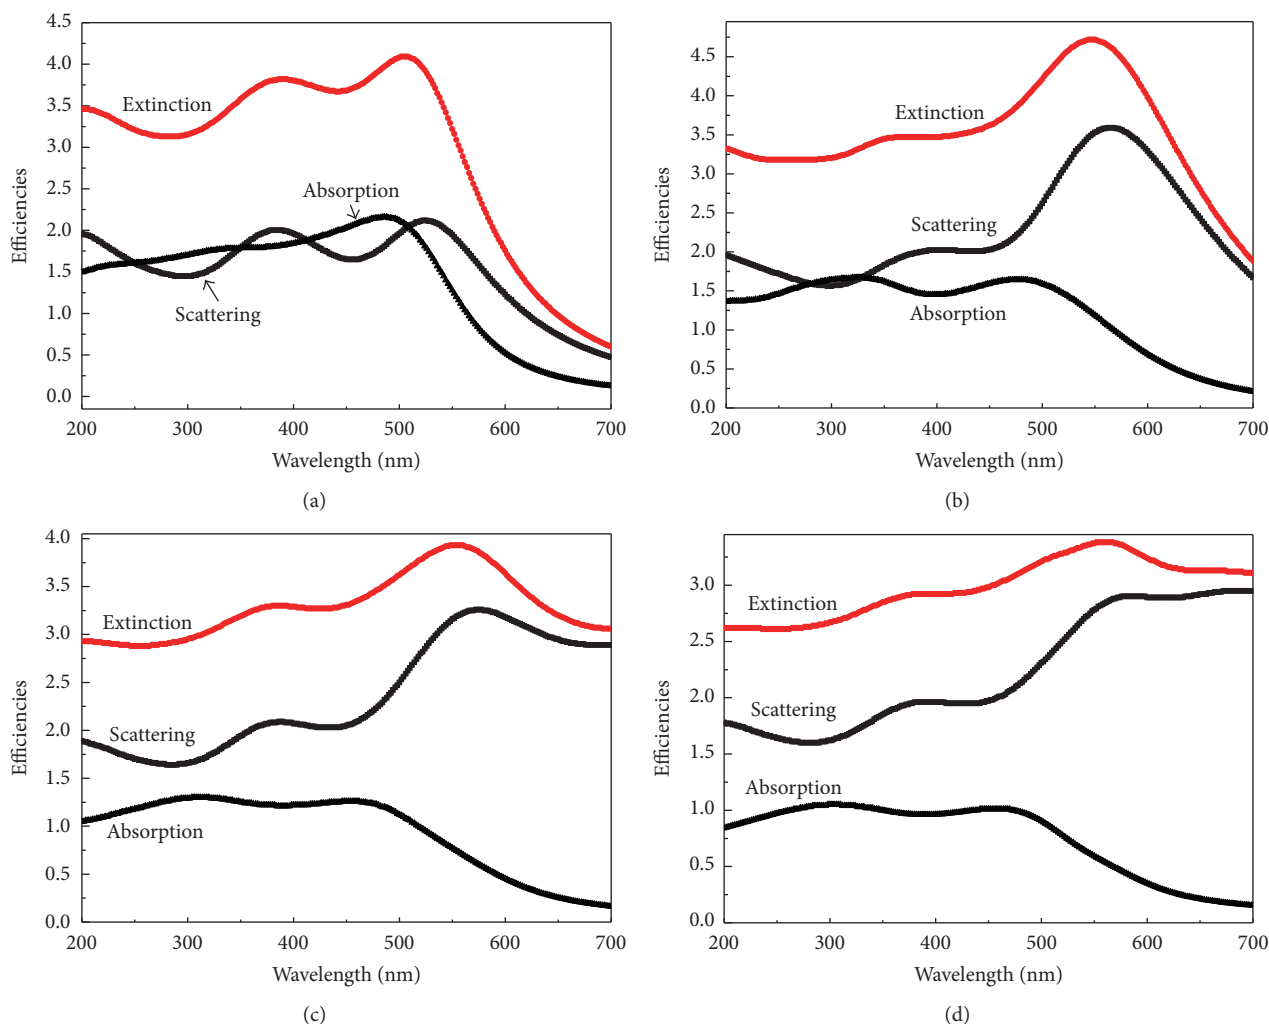 4.5
4.0
3.5
3.0
2.5
2.0
1.5
1.0
0.5
0.0
Efficiencies
Extinction
Absorption
Scattering
200 300 400 500 600 700
Wavelength (nm)
(a)
4.5
4.0
3.5
3.0
2.5
2.0
1.5
1.0
0.5
0.0
Efficiencies
Extinction
Scattering
Absorption
200 300 400 500 600 700
Wavelength (nm)
(b)
4.0
3.5
3.0
2.5
2.0
1.5
1.0
0.5
0.0
Efficiencies
Extinction
Scattering
Absorption
200 300 400 500 600 700
Wavelength (nm)
(c)
3.0
2.5
2.0
1.5
1.0
0.5
0.0
Efficiencies
Extinction
Scattering
Absorption
200 300 400 500 600 700
Wavelength (nm)
(d)